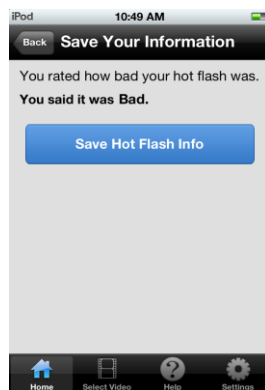 iPod 10:49 AM
Back Save Your Information
You rated how bad your hot flash was.
You said it was Bad.
Save Hot Flash Info
Home Select Video Help Settings